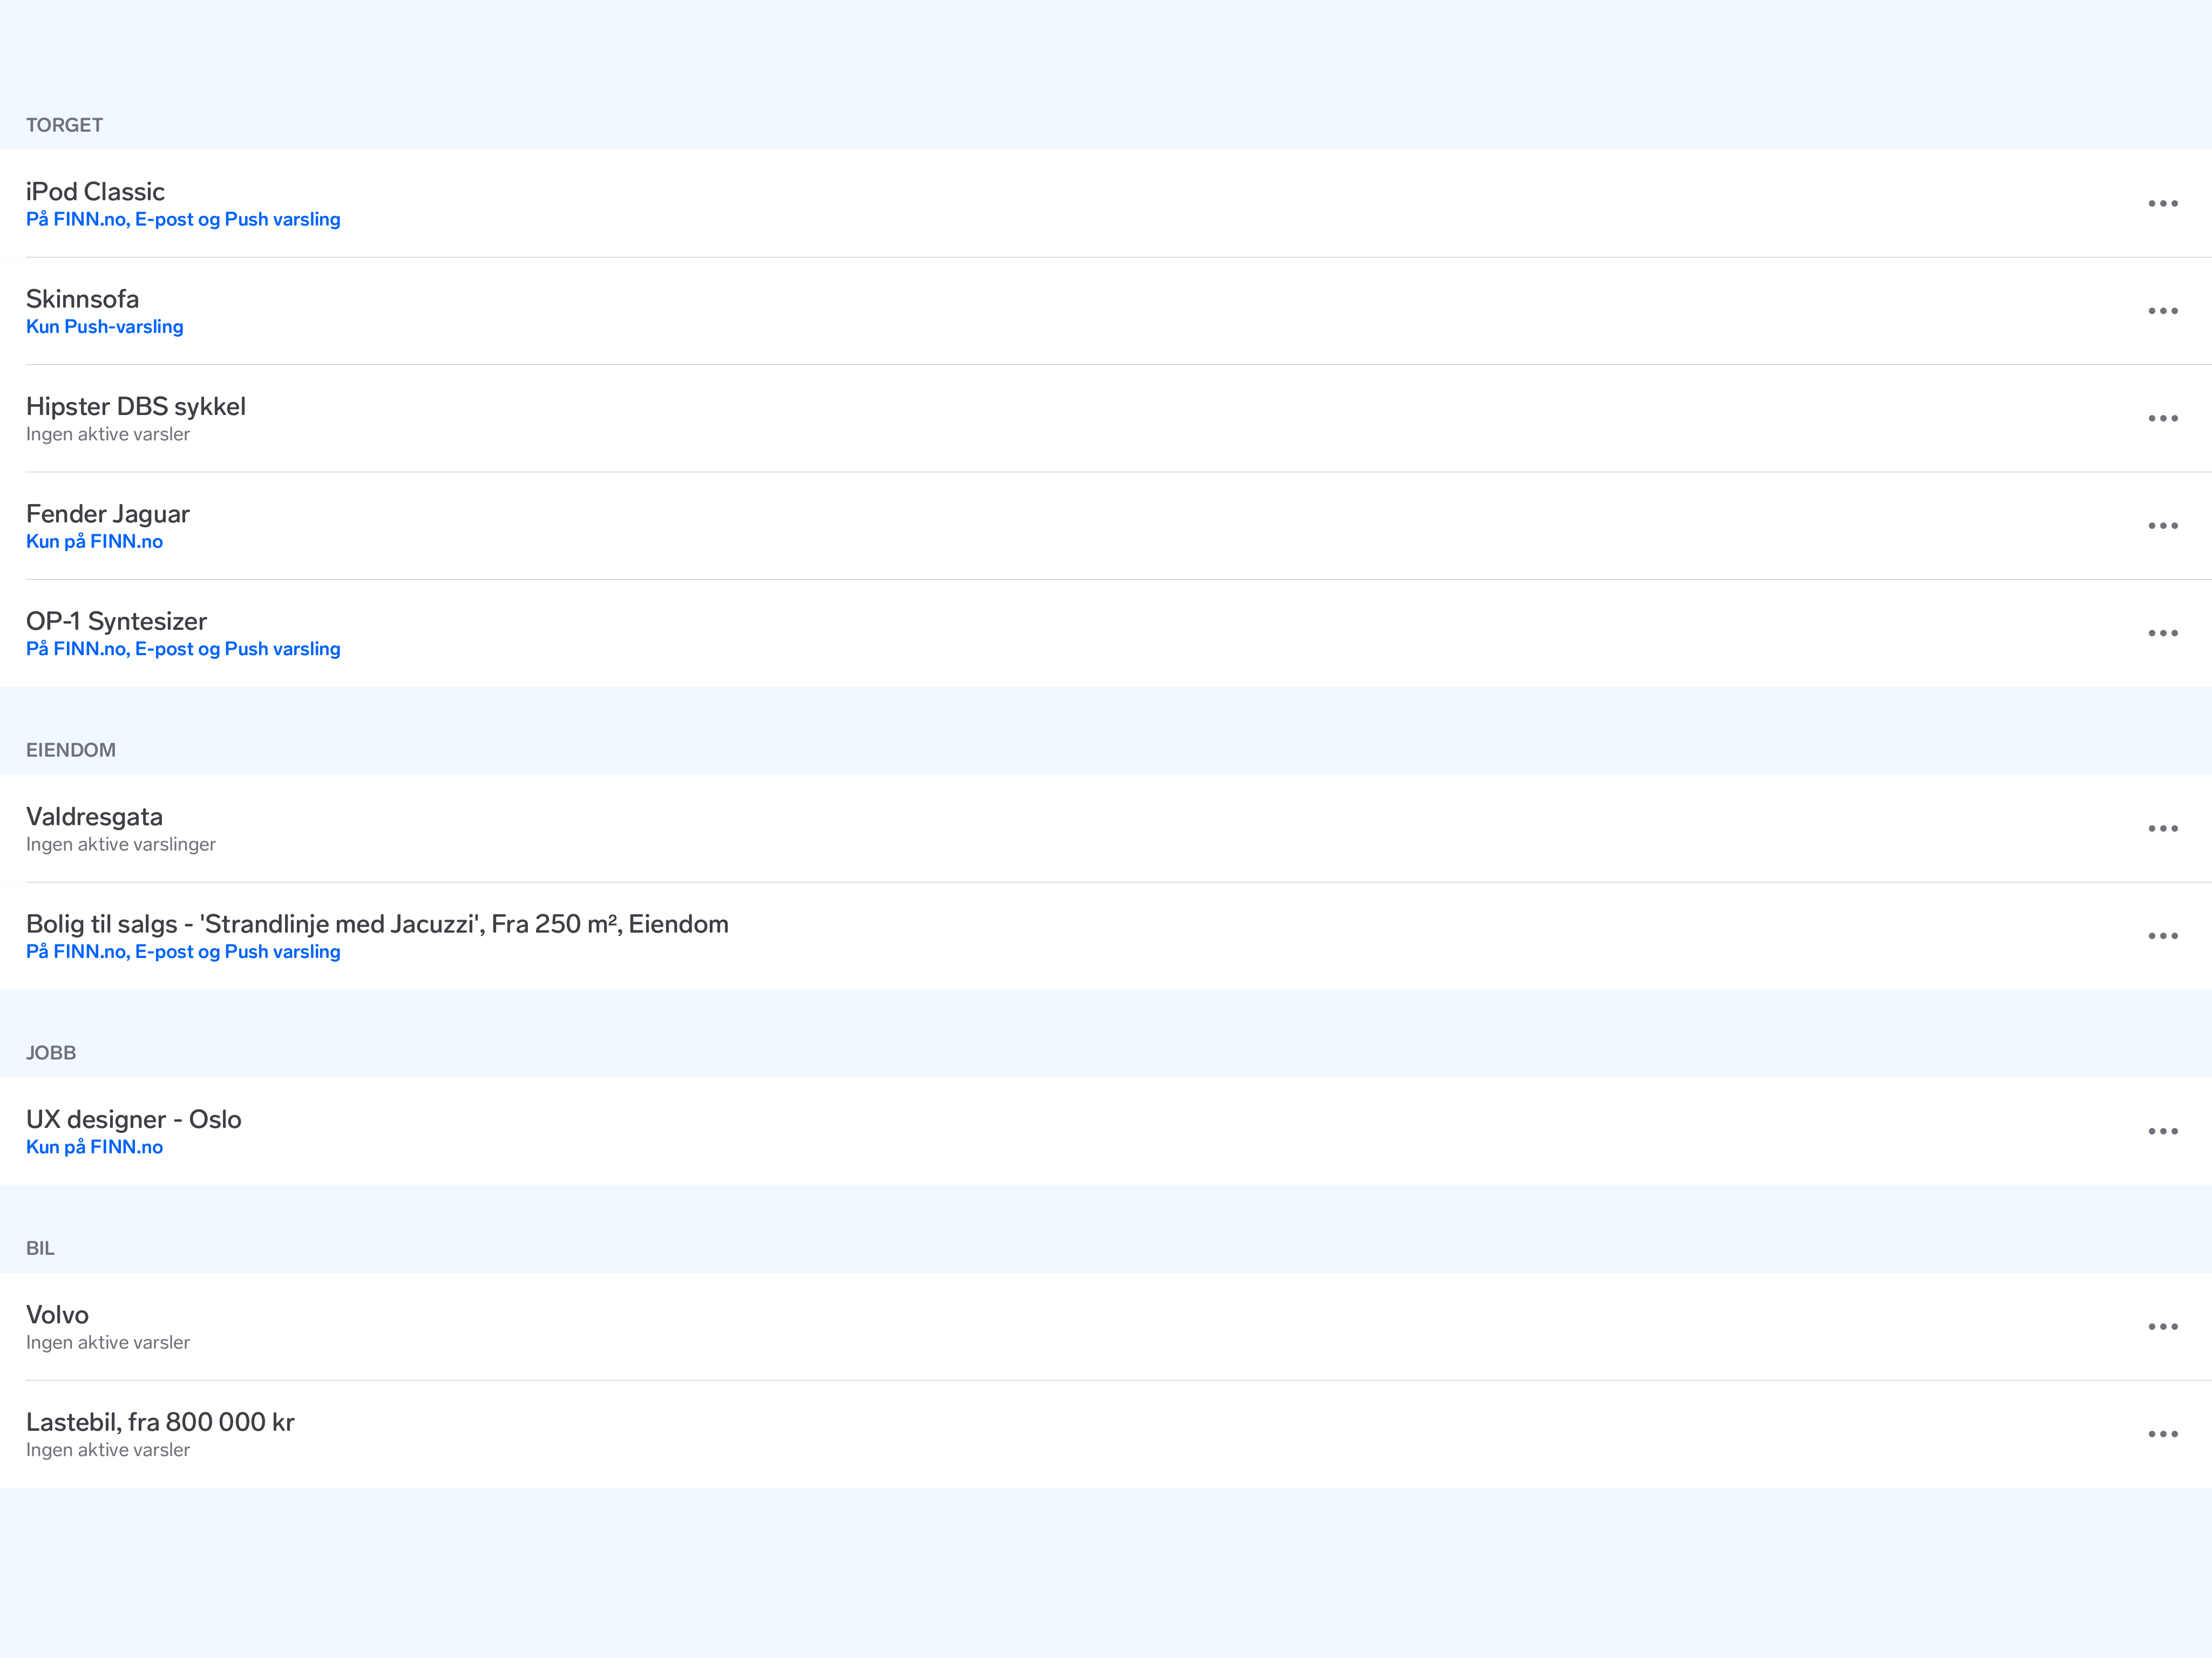 TORGET
iPod Classic
På FINN.no, E-post og Push varsling
Skinnsofa
Kun Push-varsling
Hipster DBS sykkel
Ingen aktive varsler
Fender Jaguar
Kun på FINN.no
OP-1 Syntesizer
På FINN.no, E-post og Push varsling
EIENDOM
Valdresgata
Ingen aktive varslinger
Bolig til salgs - 'Strandlinje med Jacuzzi', Fra 250 m², Eiendom
På FINN.no, E-post og Push varsling
JOBB
UX designer - Oslo
Kun på FINN.no
BIL
Volvo
Ingen aktive varsler
Lastebil, fra 800 000 kr
Ingen aktive varsler